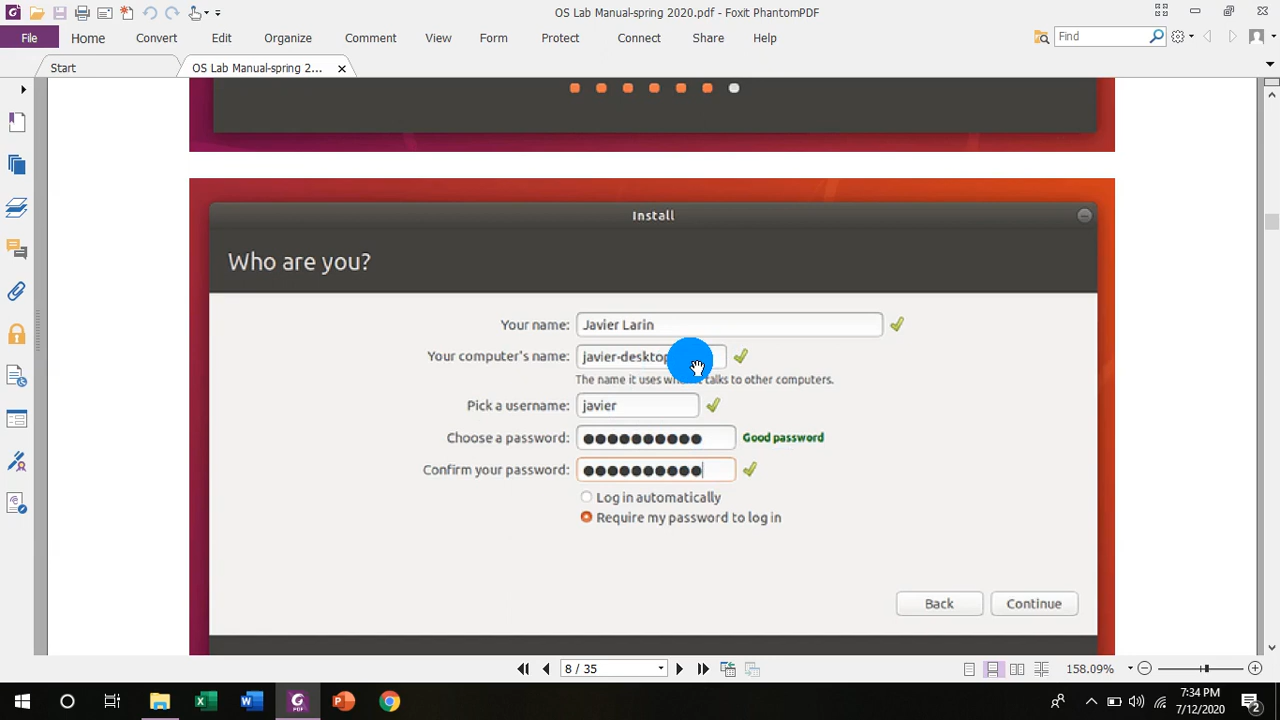 OS Lab Manual-spring 2020.pdf - Foxit PhantomPDF
File Home Convert Edit Organize Comment View Form Protect Connect Share Help Find
Start OS Lab Manual-spring 2...
Install
Who are you?
Your name: Javier Larin
Your computer's name: javier-desktop
The name it uses talks to other computers.
Pick a username: javier
Choose a password: ●●●●●●●●●● Good password
Confirm your password: ●●●●●●●●●●
Log in automatically
Require my password to log in
Back Continue
8 / 35 158.09%
7:34 PM
7/12/2020 2